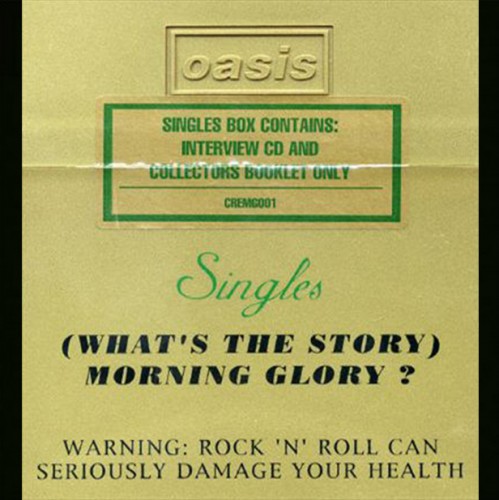 oasis
SINGLES BOX CONTAINS:
INTERVIEW CD AND
COLLECTORS BOOKLET ONLY
CREMG001
Singles
(WHAT'S THE STORY)
MORNING GLORY ?
WARNING: ROCK 'N' ROLL CAN
SERIOUSLY DAMAGE YOUR HEALTH